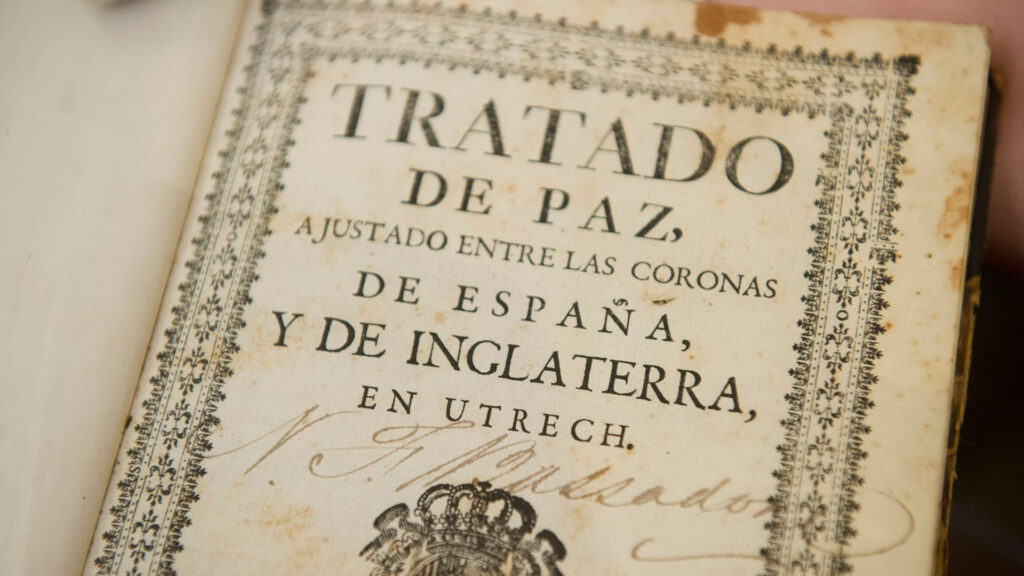 TRATADO
DE PAZ,
AJUSTADO ENTRE LAS CORONAS
DE ESPAÑA,
Y DE INGLATERRA,
EN UTRECH.
N. F.